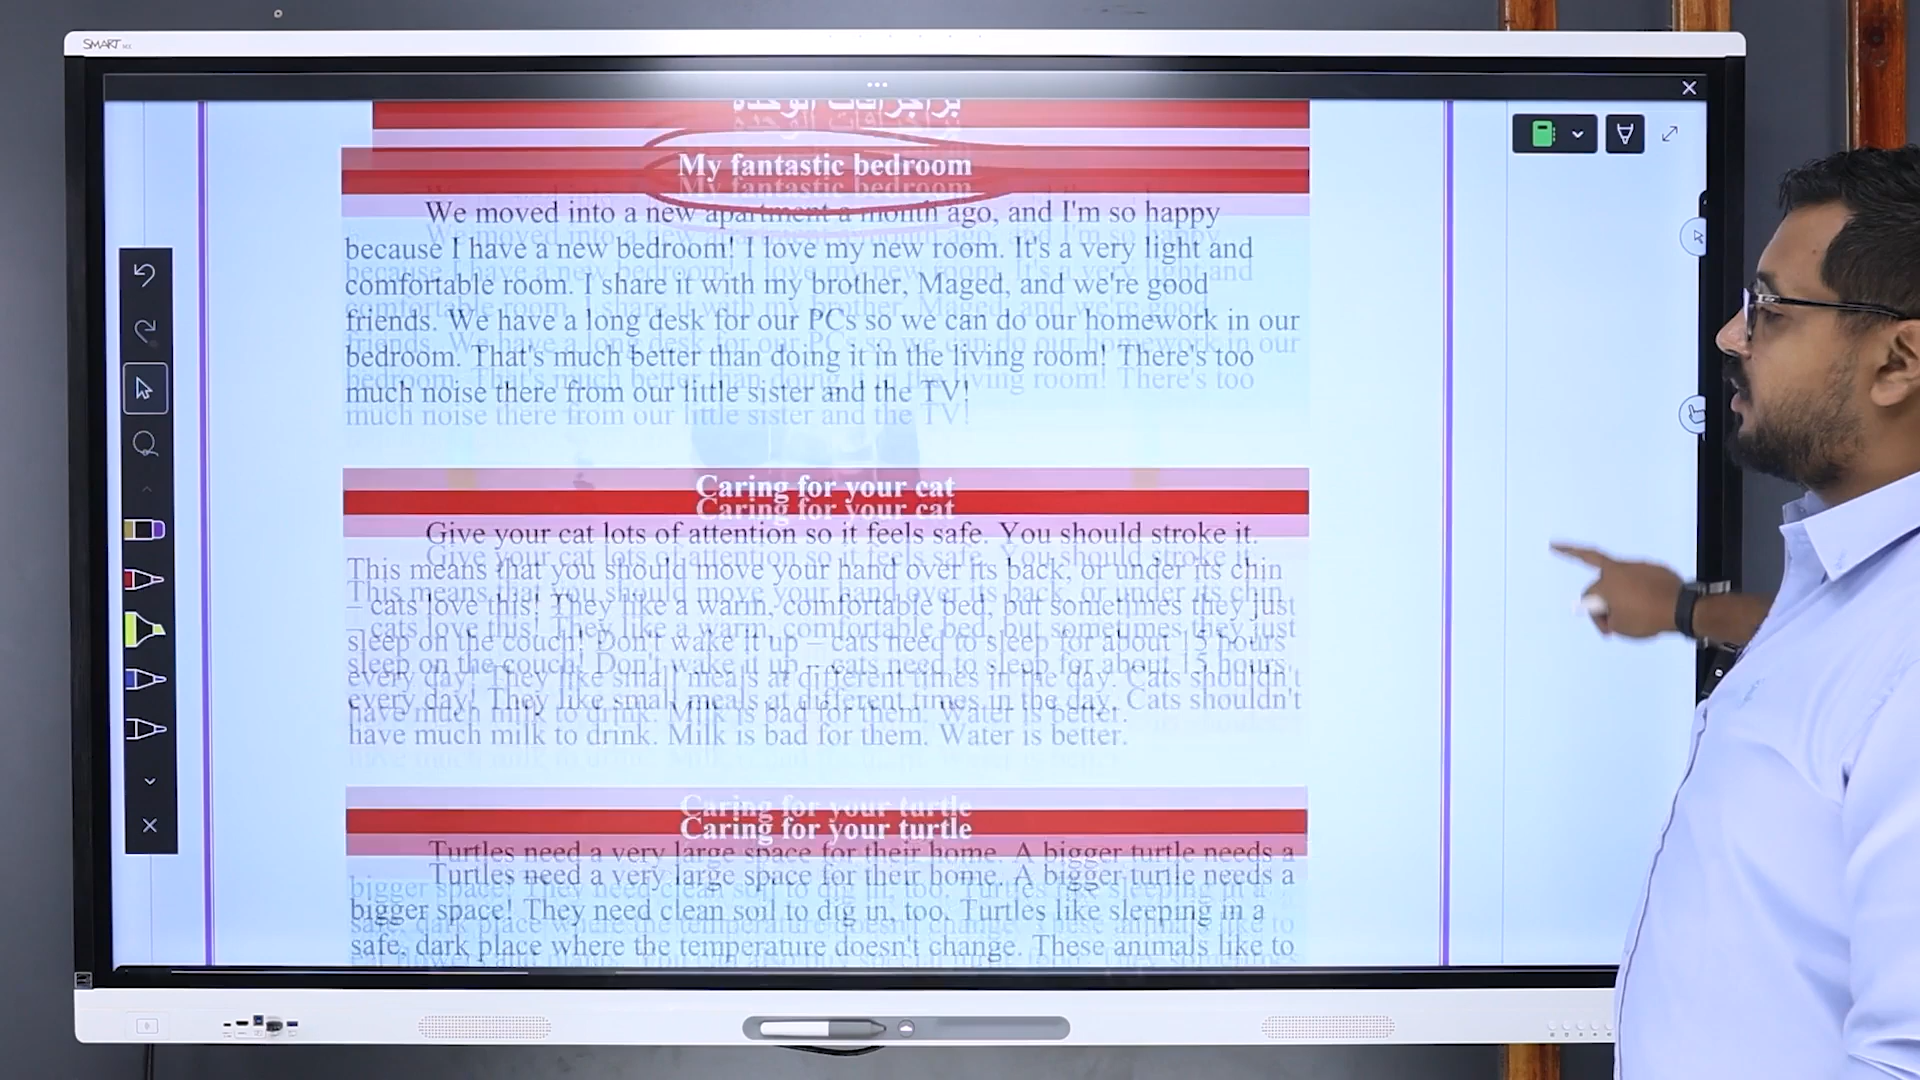 SMART MX
براجرافات الوحدة
My fantastic bedroom
We moved into a new apartment a month ago, and I'm so happy
because I have a new bedroom! I love my new room. It's a very light and
comfortable room. I share it with my brother, Maged, and we're good
friends. We have a long desk for our PCs so we can do our homework in our
bedroom. That's much better than doing it in the living room! There's too
much noise there from our little sister and the TV!
Caring for your cat
Give your cat lots of attention so it feels safe. You should stroke it.
This means that you should move your hand over its back, or under its chin
– cats love this! They like a warm, comfortable bed, but sometimes they just
sleep on the couch! Don't wake it up – cats need to sleep for about 15 hours
every day! They like small meals at different times in the day. Cats shouldn't
have much milk to drink. Milk is bad for them. Water is better.
Caring for your turtle
Turtles need a very large space for their home. A bigger turtle needs a
bigger space! They need clean soil to dig in, too. Turtles like sleeping in a
safe, dark place where the temperature doesn't change. These animals like to